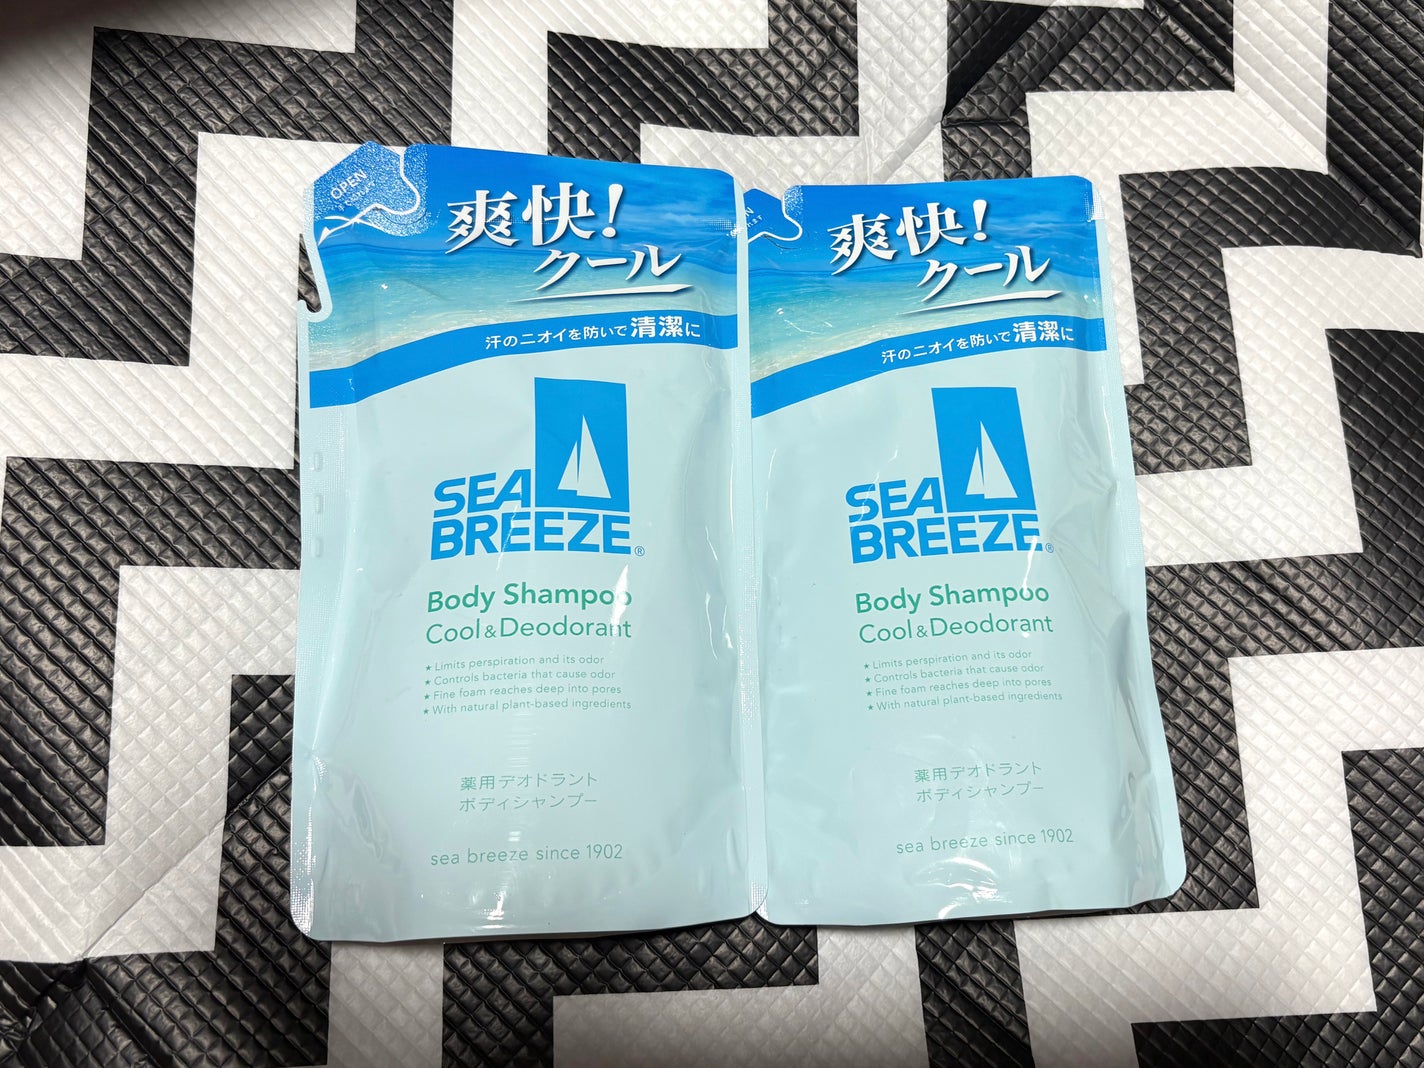 OPEN
爽快!
クール
汗のニオイを防いで清潔に
SEA
BREEZE®
Body Shampoo
Cool & Deodorant
★ Limits perspiration and its odor
★ Controls bacteria that cause odor
★ Fine foam reaches deep into pores
★ With natural plant-based ingredients
薬用デオドラント
ボディシャンプー
sea breeze since 1902
爽快!
クール
汗のニオイを防いで清潔に
SEA
BREEZE®
Body Shampoo
Cool & Deodorant
★ Limits perspiration and its odor
★ Controls bacteria that cause odor
★ Fine foam reaches deep into pores
★ With natural plant-based ingredients
薬用デオドラント
ボディシャンプー
sea breeze since 1902